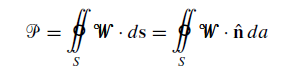 𝒫 = ∯_S 𝓦 · d𝐬 = ∯_S 𝓦 · n̂ da